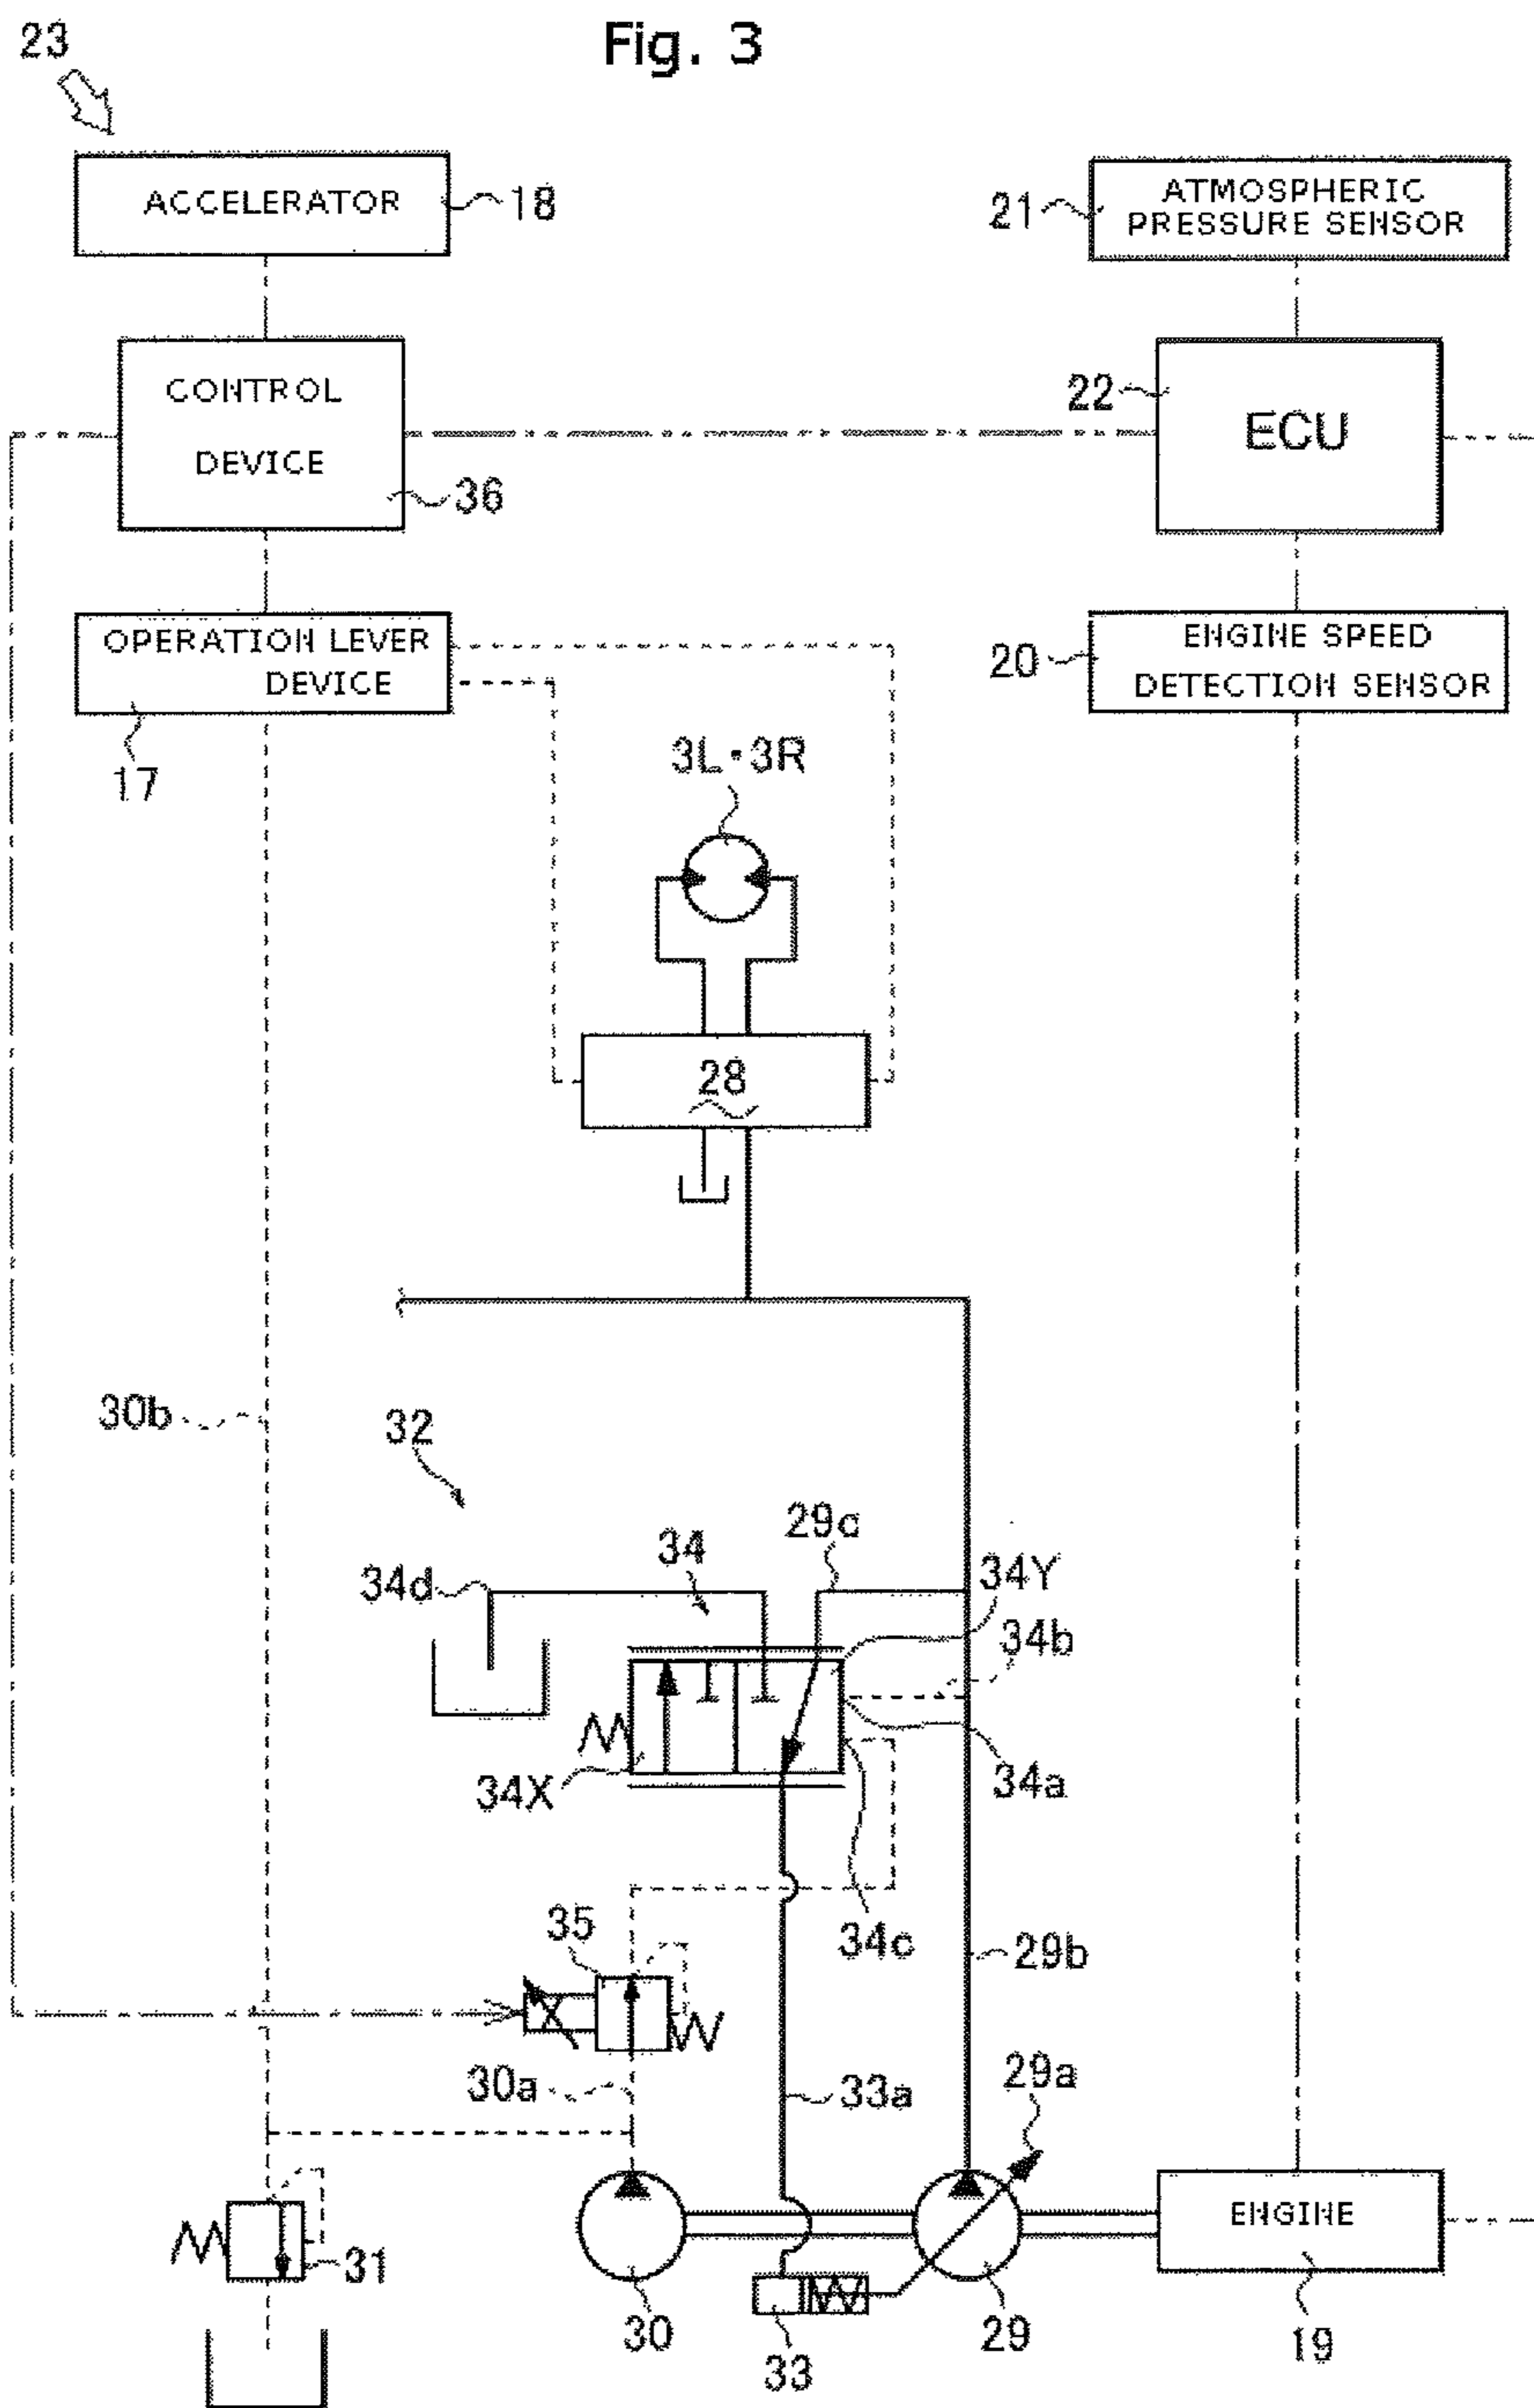 Fig. 3
23
ACCELERATOR
18
21
ATMOSPHERIC
PRESSURE SENSOR
CONTROL
DEVICE
36
22
ECU
OPERATION LEVER
DEVICE
17
20
ENGINE SPEED
DETECTION SENSOR
3L·3R
28
30b
32
34d
34
29c
34Y
34b
34X
34a
35
34c
29b
30a
33a
29a
31
30
33
29
ENGINE
19